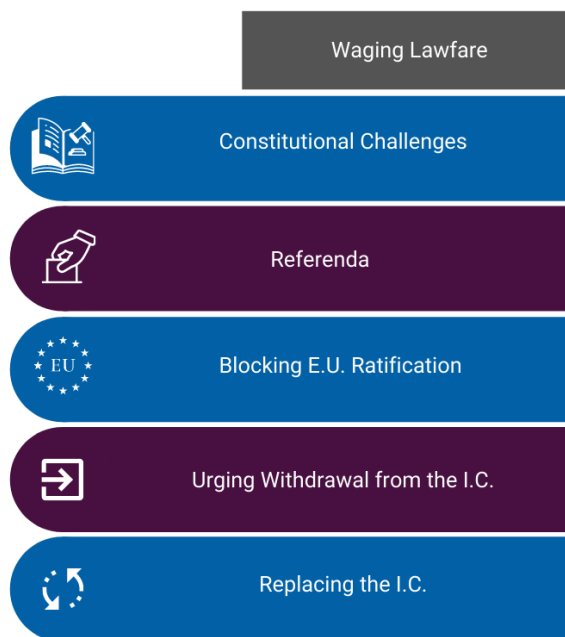 Waging Lawfare
Constitutional Challenges
Referenda
EU
Blocking E.U. Ratification
Urging Withdrawal from the I.C.
Replacing the I.C.